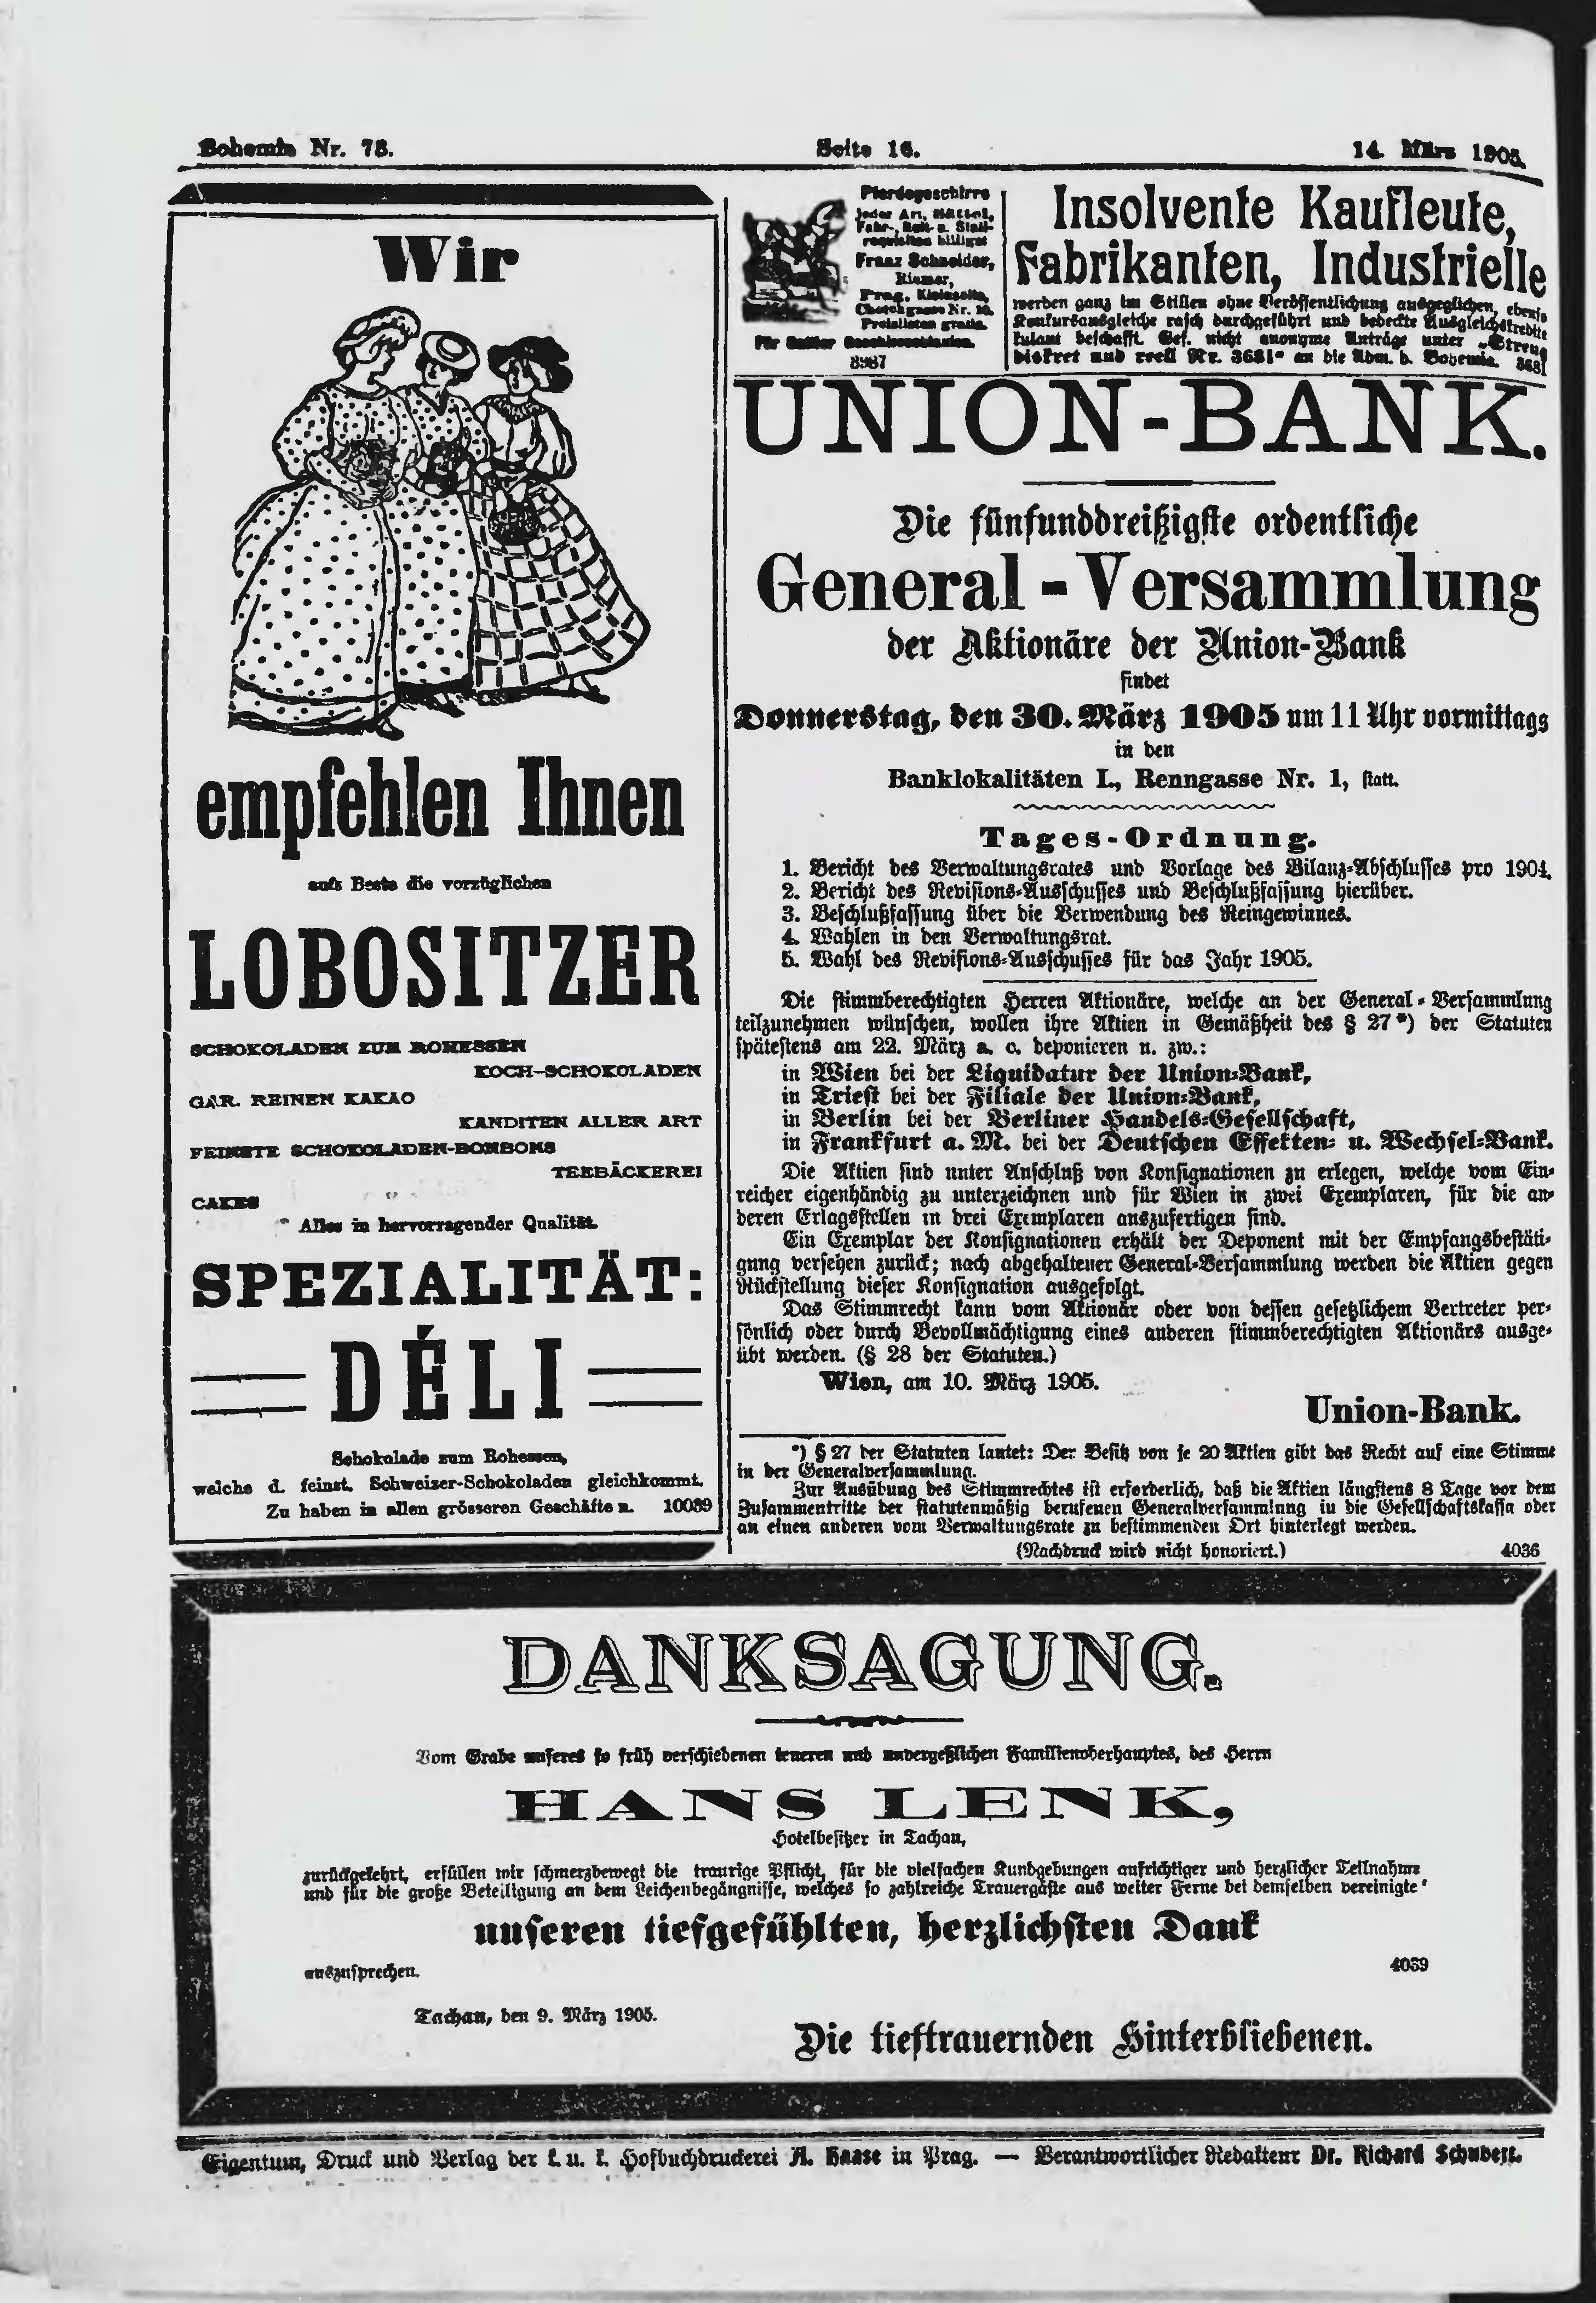 Bohemia Nr. 73.
Seite 16.
14. März 1905.
Wir
empfehlen Ihnen
aufs Beste die vorzüglichen
LOBOSITZER
SCHOKOLADEN ZUM ROHESSEN
KOCH-SCHOKOLADEN
GAR. REINEN KAKAO
KANDITEN ALLER ART
FEINSTE SCHOKOLADEN-BONBONS
TEEBÄCKEREI
CAKES
Alles in hervorragender Qualität.
SPEZIALITÄT:
DÉLI
Schokolade zum Rohessen,
welche d. feinst. Schweizer-Schokoladen gleichkommt.
Zu haben in allen grösseren Geschäften. 10039
Pferdegeschirre
jeder Art, Sättel,
Fahr-, Reit- u. Stall-
requisiten billigst
Franz Schneider,
Riemer,
Prag, Kleinseite,
Preislisten gratis.
Für Sattler
8987
Insolvente Kaufleute,
Fabrikanten, Industrielle
werden ganz im Stillen ohne Veröffentlichung ausgeglichen, ebenso
Konkursausgleiche rasch durchgeführt und bedeckte Ausgleichskredite
kulant beschafft. Gef. nicht anonyme Anträge unter „Streng
diskret und reell Nr. 3681“ an die Adm. d. Bohemia. 3681
UNION-BANK.
Die fünfunddreißigste ordentliche
General-Versammlung
der Aktionäre der Union-Bank
findet
Donnerstag, den 30. März 1905 um 11 Uhr vormittags
in den
Banklokalitäten I., Renngasse Nr. 1, statt.
Tages-Ordnung.
1. Bericht des Verwaltungsrates und Vorlage des Bilanz-Abschlusses pro 1904.
2. Bericht des Revisions-Ausschusses und Beschlußfassung hierüber.
3. Beschlußfassung über die Verwendung des Reingewinnes.
4. Wahlen in den Verwaltungsrat.
5. Wahl des Revisions-Ausschusses für das Jahr 1905.
Die stimmberechtigten Herren Aktionäre, welche an der General-Versammlung
teilzunehmen wünschen, wollen ihre Aktien in Gemäßheit des § 27*) der Statuten
spätestens am 22. März a. c. deponieren u. zw.:
in Wien bei der Liquidatur der Union-Bank,
in Triest bei der Filiale der Union-Bank,
in Berlin bei der Berliner Handels-Gesellschaft,
in Frankfurt a. M. bei der Deutschen Effekten- u. Wechsel-Bank.
Die Aktien sind unter Anschluß von Konsignationen zu erlegen, welche vom Ein-
reicher eigenhändig zu unterzeichnen und für Wien in zwei Exemplaren, für die an-
deren Erlagsstellen in drei Exemplaren auszufertigen sind.
Ein Exemplar der Konsignationen erhält der Deponent mit der Empfangsbestäti-
gung versehen zurück; nach abgehaltener General-Versammlung werden die Aktien gegen
Rückstellung dieser Konsignation ausgefolgt.
Das Stimmrecht kann vom Aktionär oder von dessen gesetzlichem Vertreter per-
sönlich oder durch Bevollmächtigung eines anderen stimmberechtigten Aktionärs ausge-
übt werden. (§ 28 der Statuten.)
Wien, am 10. März 1905.
Union-Bank.
*) § 27 der Statuten lautet: Der Besitz von je 20 Aktien gibt das Recht auf eine Stimme
in der Generalversammlung.
Zur Ausübung des Stimmrechtes ist erforderlich, daß die Aktien längstens 8 Tage vor dem
Zusammentritte der statutenmäßig berufenen Generalversammlung in die Gesellschaftskassa oder
an einen anderen vom Verwaltungsrate zu bestimmenden Ort hinterlegt werden.
(Nachdruck wird nicht honoriert.) 4036
DANKSAGUNG.
Vom Grabe unseres so früh verschiedenen teueren und unvergeßlichen Familienoberhauptes, des Herrn
HANS LENK,
Hotelbesitzer in Tachau,
zurückgekehrt, erfüllen wir schmerzbewegt die traurige Pflicht, für die vielfachen Kundgebungen aufrichtiger und herzlicher Teilnahme
und für die große Beteiligung an dem Leichenbegängnisse, welches so zahlreiche Trauergäste aus weiter Ferne bei demselben vereinigte
unseren tiefgefühlten, herzlichsten Dank
auszusprechen. 4039
Tachau, den 9. März 1905.
Die tieftrauernden Hinterbliebenen.
Eigentum, Druck und Verlag der k. u. k. Hofbuchdruckerei A. Haase in Prag. — Verantwortlicher Redakteur Dr. Richard Schubert.